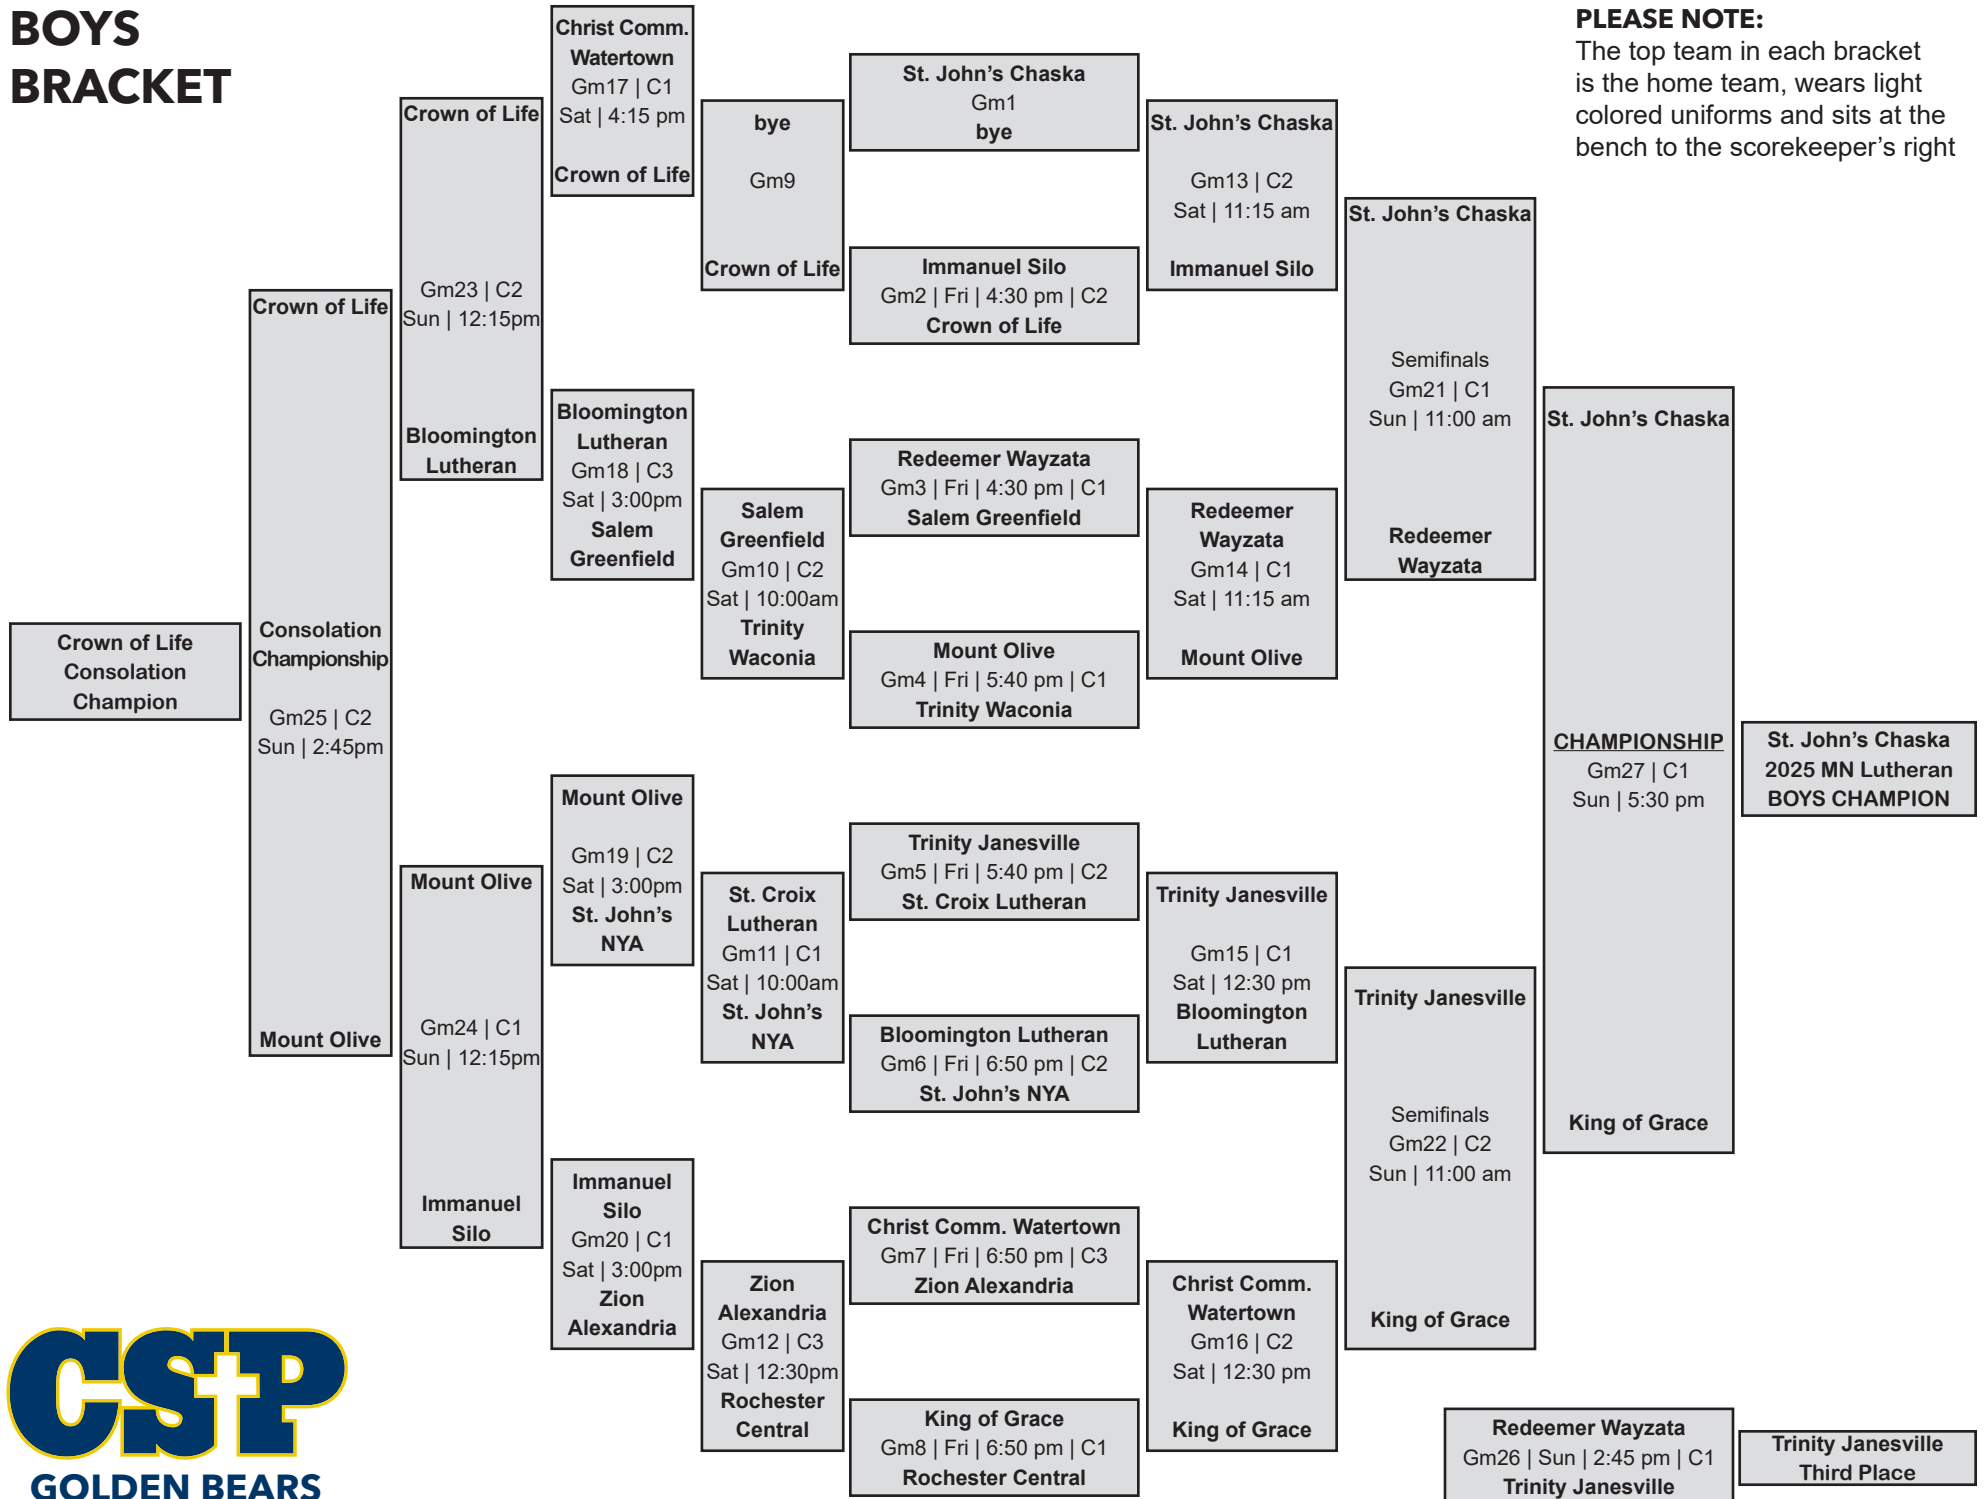 BOYS
BRACKET
PLEASE NOTE:
The top team in each bracket
is the home team, wears light
colored uniforms and sits at the
bench to the scorekeeper’s right
Crown of Life
Consolation
Champion
Crown of Life
Consolation
Championship
Gm25 | C2
Sun | 2:45pm
Mount Olive
Crown of Life
Gm23 | C2
Sun | 12:15pm
Bloomington
Lutheran
Mount Olive
Gm24 | C1
Sun | 12:15pm
Immanuel
Silo
Christ Comm.
Watertown
Gm17 | C1
Sat | 4:15 pm
Crown of Life
Bloomington
Lutheran
Gm18 | C3
Sat | 3:00pm
Salem
Greenfield
Mount Olive
Gm19 | C2
Sat | 3:00pm
St. John’s
NYA
Immanuel
Silo
Gm20 | C1
Sat | 3:00pm
Zion
Alexandria
bye
Gm9
Crown of Life
Salem
Greenfield
Gm10 | C2
Sat | 10:00am
Trinity
Waconia
St. Croix
Lutheran
Gm11 | C1
Sat | 10:00am
St. John’s
NYA
Zion
Alexandria
Gm12 | C3
Sat | 12:30pm
Rochester
Central
St. John’s Chaska
Gm1
bye
Immanuel Silo
Gm2 | Fri | 4:30 pm | C2
Crown of Life
Redeemer Wayzata
Gm3 | Fri | 4:30 pm | C1
Salem Greenfield
Mount Olive
Gm4 | Fri | 5:40 pm | C1
Trinity Waconia
Trinity Janesville
Gm5 | Fri | 5:40 pm | C2
St. Croix Lutheran
Bloomington Lutheran
Gm6 | Fri | 6:50 pm | C2
St. John’s NYA
Christ Comm. Watertown
Gm7 | Fri | 6:50 pm | C3
Zion Alexandria
King of Grace
Gm8 | Fri | 6:50 pm | C1
Rochester Central
St. John’s Chaska
Gm13 | C2
Sat | 11:15 am
Immanuel Silo
Redeemer
Wayzata
Gm14 | C1
Sat | 11:15 am
Mount Olive
Trinity Janesville
Gm15 | C1
Sat | 12:30 pm
Bloomington
Lutheran
Christ Comm.
Watertown
Gm16 | C2
Sat | 12:30 pm
King of Grace
St. John’s Chaska
Semifinals
Gm21 | C1
Sun | 11:00 am
Redeemer
Wayzata
Trinity Janesville
Semifinals
Gm22 | C2
Sun | 11:00 am
King of Grace
St. John’s Chaska
CHAMPIONSHIP
Gm27 | C1
Sun | 5:30 pm
King of Grace
St. John’s Chaska
2025 MN Lutheran
BOYS CHAMPION
Redeemer Wayzata
Gm26 | Sun | 2:45 pm | C1
Trinity Janesville
Trinity Janesville
Third Place
CSP
GOLDEN BEARS